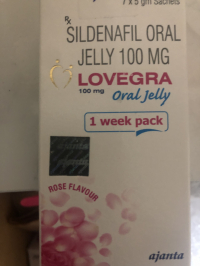 7 x 5 gm Sachets
Rx
SILDENAFIL ORAL
JELLY 100 MG
LOVEGRA
100 mg Oral Jelly
1 week pack
ROSE FLAVOUR
ajanta